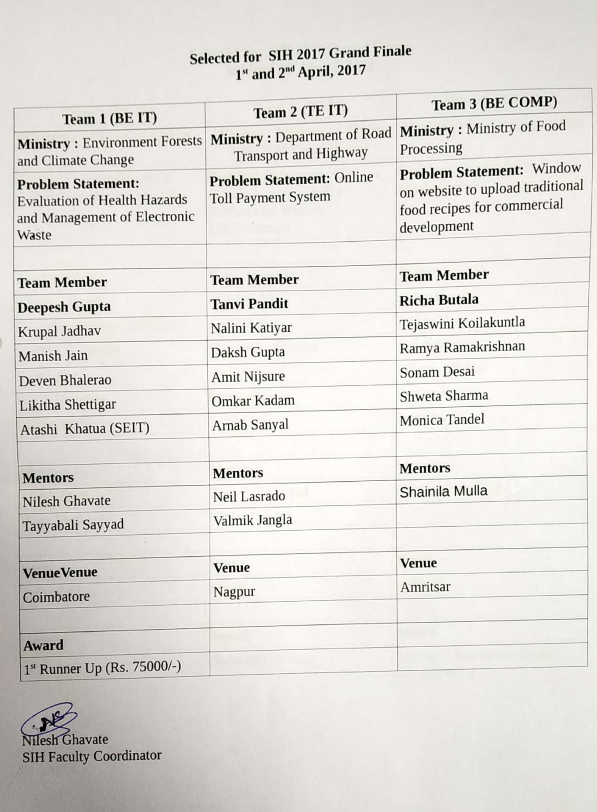 Selected for SIH 2017 Grand Finale
1st and 2nd April, 2017
Team 1 (BE IT) Team 2 (TE IT) Team 3 (BE COMP)
Ministry : Environment Forests
and Climate Change
Ministry : Department of Road
Transport and Highway
Ministry : Ministry of Food
Processing
Problem Statement:
Evaluation of Health Hazards
and Management of Electronic
Waste
Problem Statement: Online
Toll Payment System
Problem Statement: Window
on website to upload traditional
food recipes for commercial
development
Team Member Team Member Team Member
Deepesh Gupta Tanvi Pandit Richa Butala
Krupal Jadhav Nalini Katiyar Tejaswini Koilakuntla
Manish Jain Daksh Gupta Ramya Ramakrishnan
Deven Bhalerao Amit Nijsure Sonam Desai
Likitha Shettigar Omkar Kadam Shweta Sharma
Atashi Khatua (SEIT) Arnab Sanyal Monica Tandel
Mentors Mentors Mentors
Nilesh Ghavate Neil Lasrado Shainila Mulla
Tayyabali Sayyad Valmik Jangla
VenueVenue Venue Venue
Coimbatore Nagpur Amritsar
Award
1st Runner Up (Rs. 75000/-)
Nilesh Ghavate
SIH Faculty Coordinator